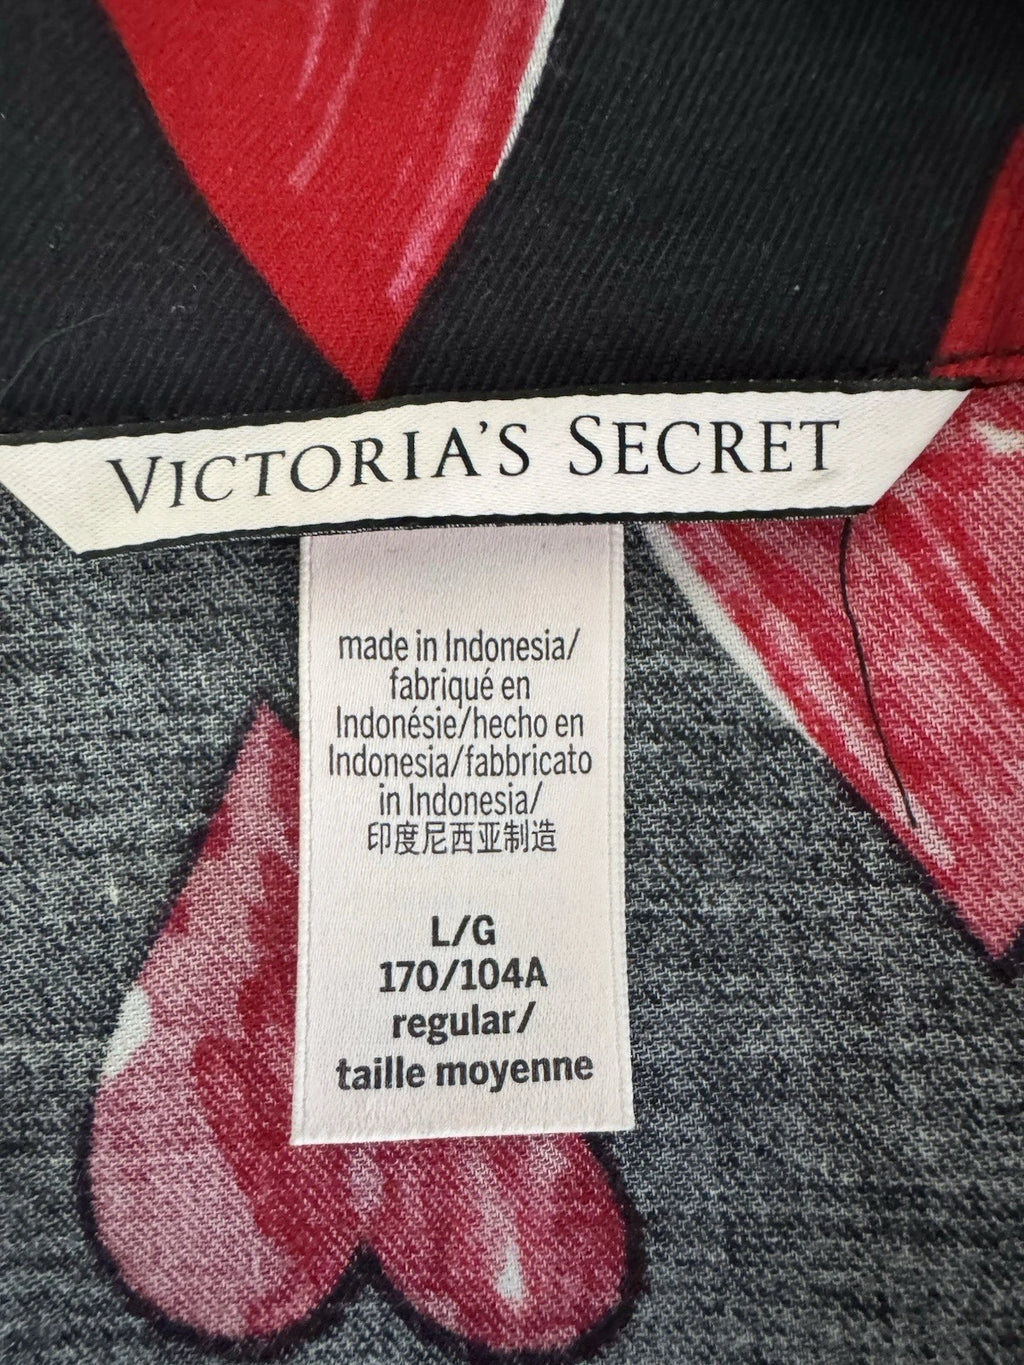 VICTORIA'S SECRET
made in Indonesia/
fabriqué en
Indonésie/hecho en
Indonesia/fabbricato
in Indonesia/
印度尼西亚制造
L/G
170/104A
regular/
taille moyenne